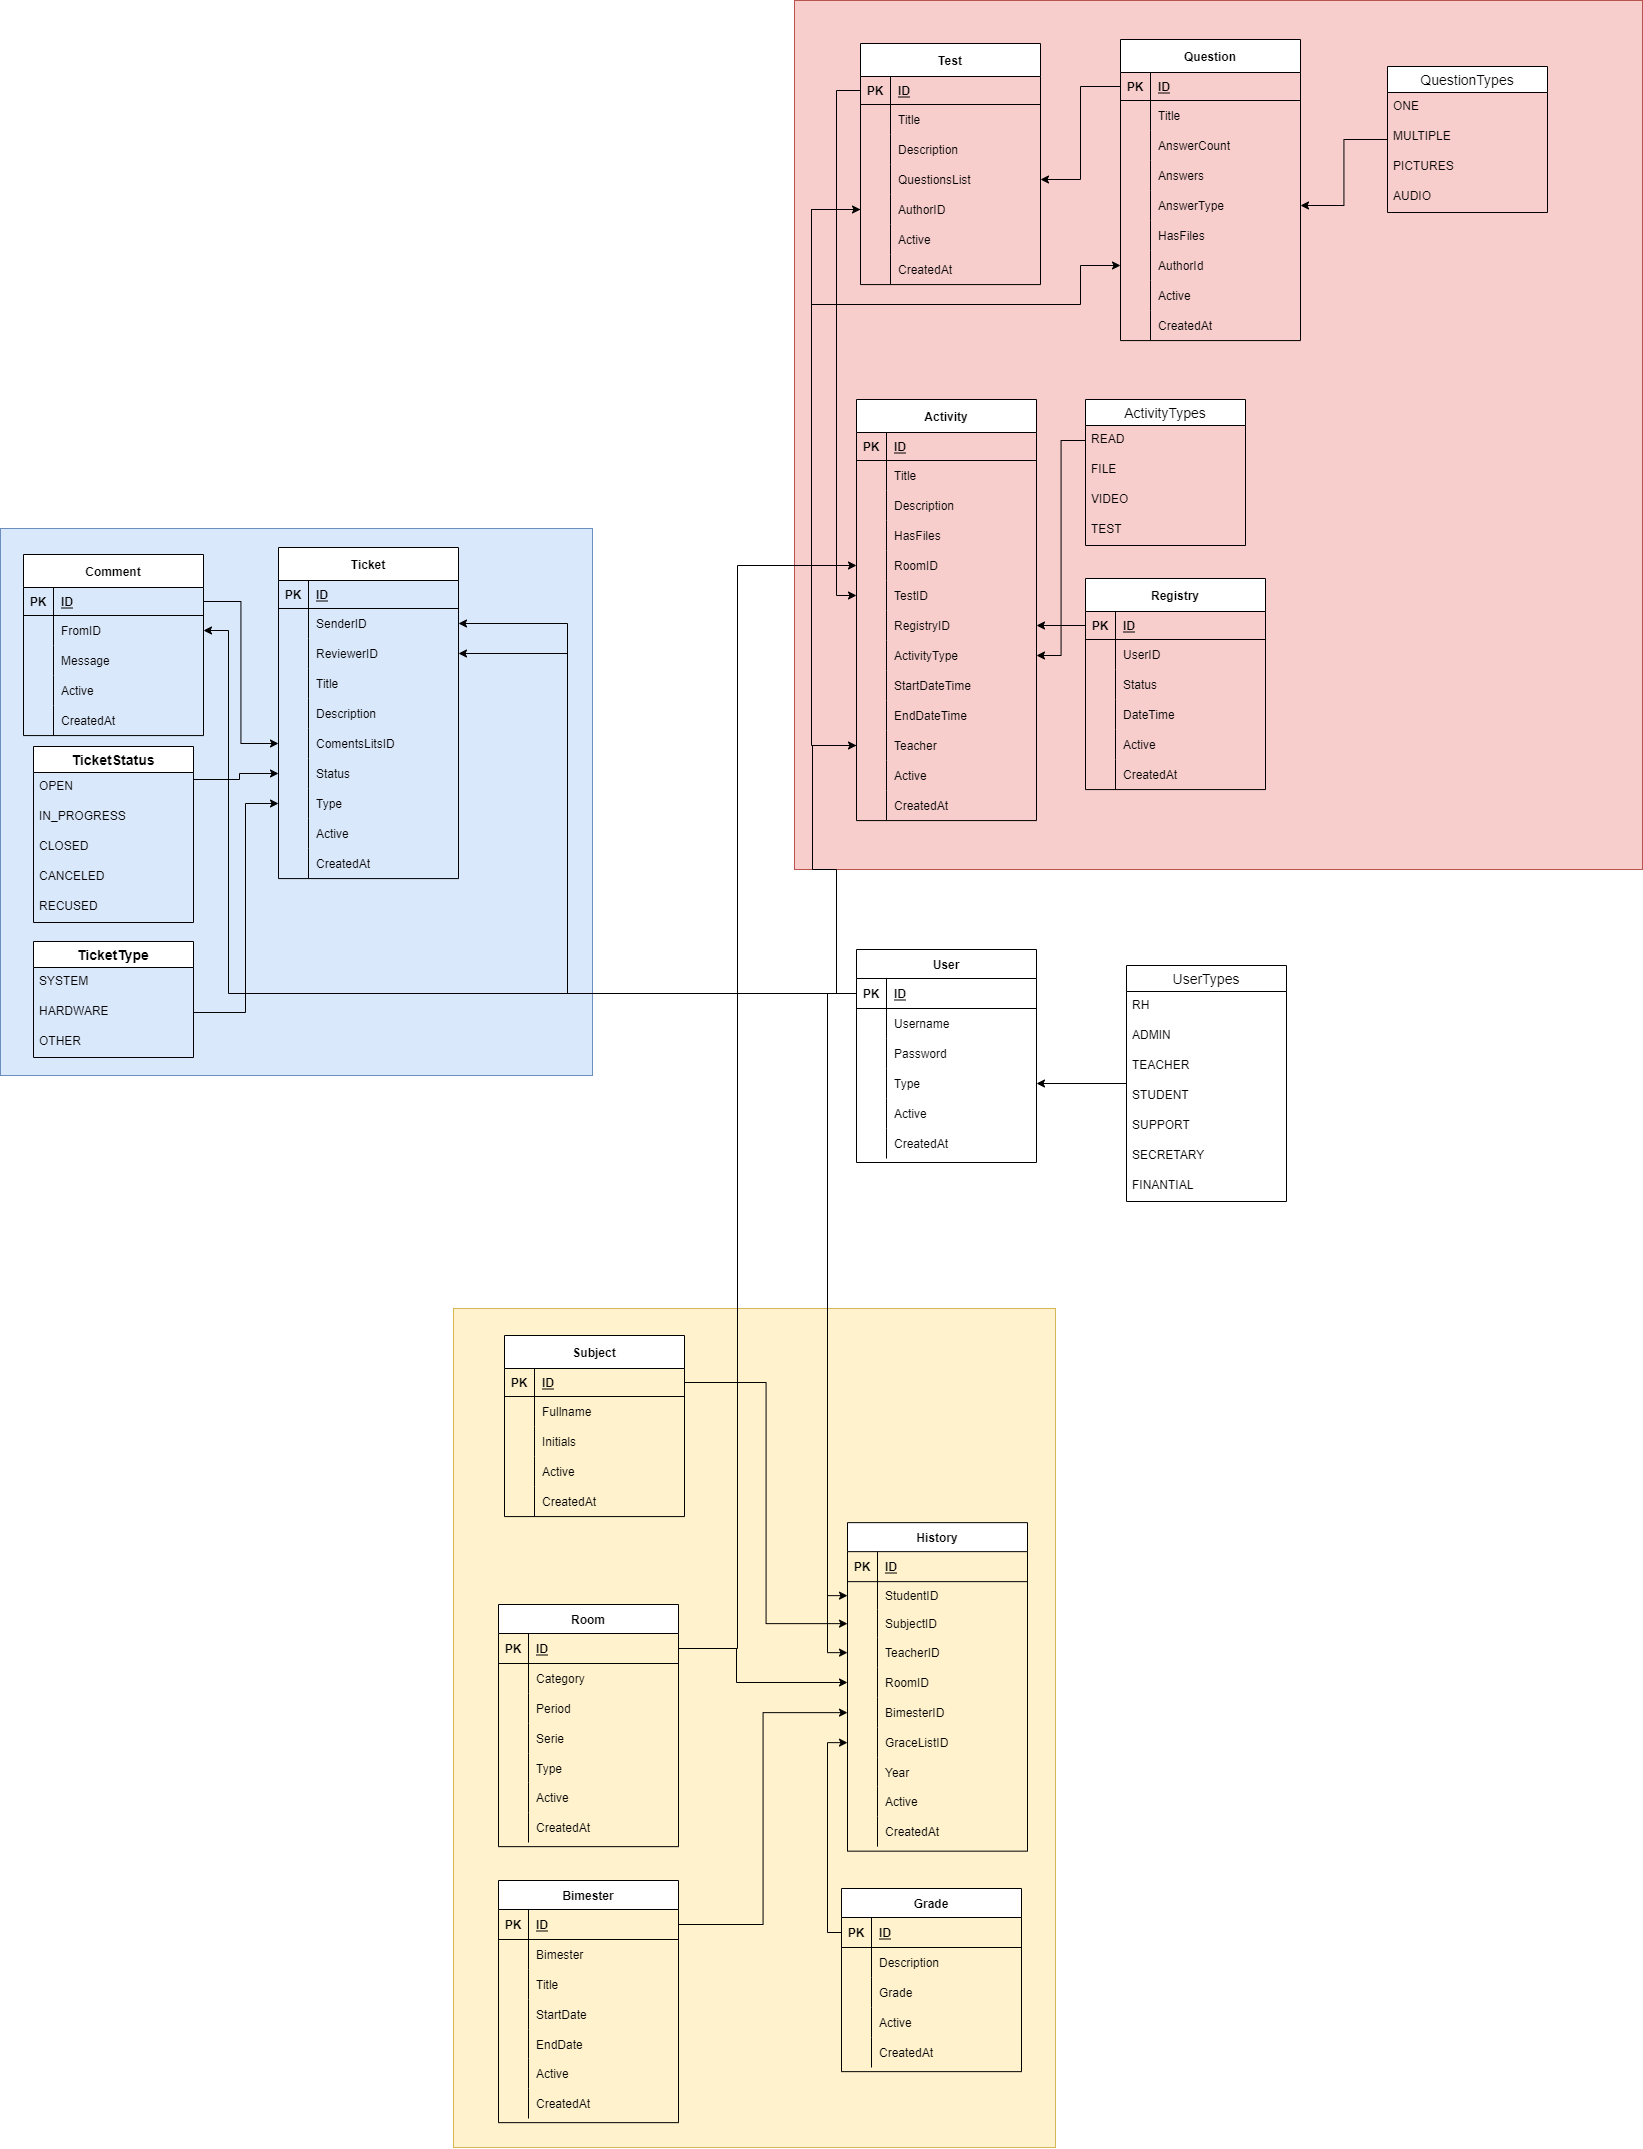 Test
PK ID
Title
Description
QuestionsList
AuthorID
Active
CreatedAt
Question
PK ID
Title
AnswerCount
Answers
AnswerType
HasFiles
AuthorId
Active
CreatedAt
QuestionTypes
ONE
MULTIPLE
PICTURES
AUDIO
Activity
PK ID
Title
Description
HasFiles
RoomID
TestID
RegistryID
ActivityType
StartDateTime
EndDateTime
Teacher
Active
CreatedAt
ActivityTypes
READ
FILE
VIDEO
TEST
Registry
PK ID
UserID
Status
DateTime
Active
CreatedAt
Comment
PK ID
FromID
Message
Active
CreatedAt
Ticket
PK ID
SenderID
ReviewerID
Title
Description
ComentsLitsID
Status
Type
Active
CreatedAt
TicketStatus
OPEN
IN_PROGRESS
CLOSED
CANCELED
RECUSED
TicketType
SYSTEM
HARDWARE
OTHER
User
PK ID
Username
Password
Type
Active
CreatedAt
UserTypes
RH
ADMIN
TEACHER
STUDENT
SUPPORT
SECRETARY
FINANTIAL
Subject
PK ID
Fullname
Initials
Active
CreatedAt
History
PK ID
StudentID
SubjectID
TeacherID
RoomID
BimesterID
GraceListID
Year
Active
CreatedAt
Room
PK ID
Category
Period
Serie
Type
Active
CreatedAt
Bimester
PK ID
Bimester
Title
StartDate
EndDate
Active
CreatedAt
Grade
PK ID
Description
Grade
Active
CreatedAt